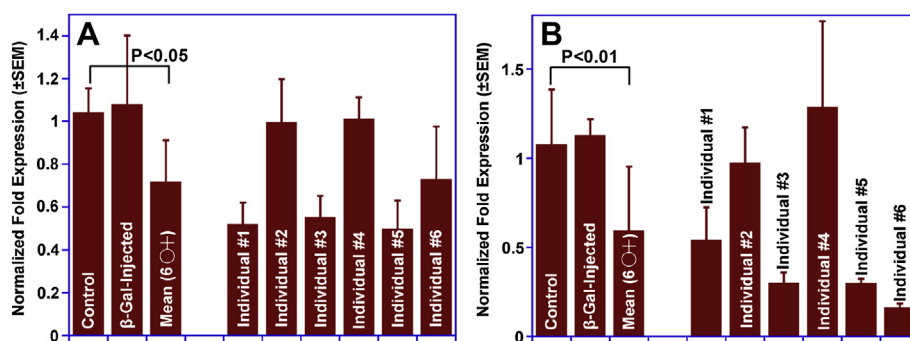 A
Normalized Fold Expression (±SEM)
1.4
1.2
1
0.8
0.6
0.4
0.2
0
P<0.05
Control
β-Gal-Injected
Mean (6 ♀)
Individual #1
Individual #2
Individual #3
Individual #4
Individual #5
Individual #6
B
Normalized Fold Expression (±SEM)
1.5
1
0.5
0
P<0.01
Control
β-Gal-Injected
Mean (6 ♀)
Individual #1
Individual #2
Individual #3
Individual #4
Individual #5
Individual #6